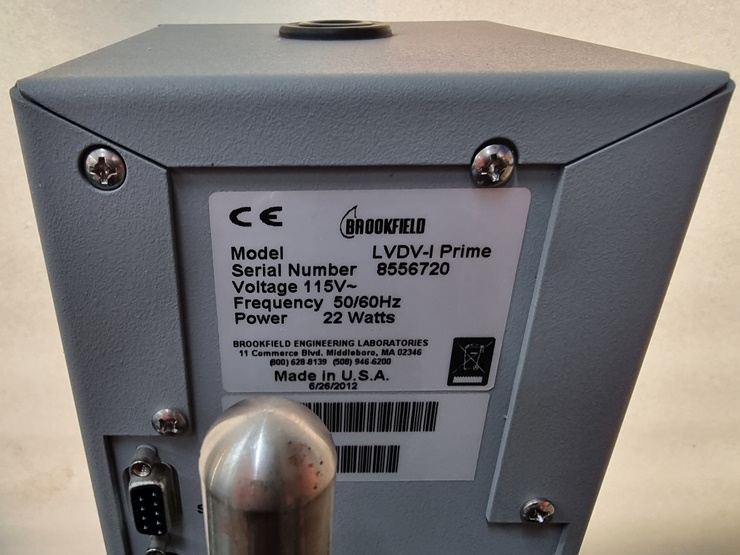 CE
BROOKFIELD
Model LVDV-I Prime
Serial Number 8556720
Voltage 115V~
Frequency 50/60Hz
Power 22 Watts
BROOKFIELD ENGINEERING LABORATORIES
11 Commerce Blvd. Middleboro, MA 02346
(800) 628-8139 (508) 946-6200
Made in U.S.A.
6/26/2012